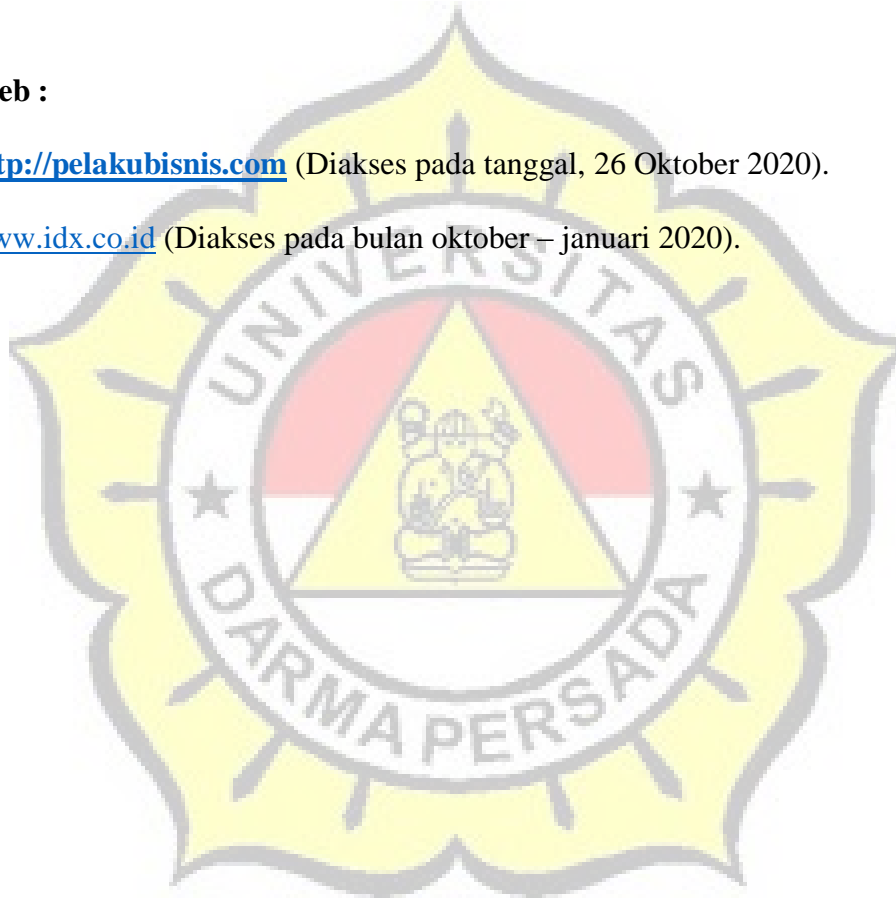 eb :
tp://pelakubisnis.com (Diakses pada tanggal, 26 Oktober 2020).
ww.idx.co.id (Diakses pada bulan oktober – januari 2020).
UNIVERSITAS
DARMA PERSADA